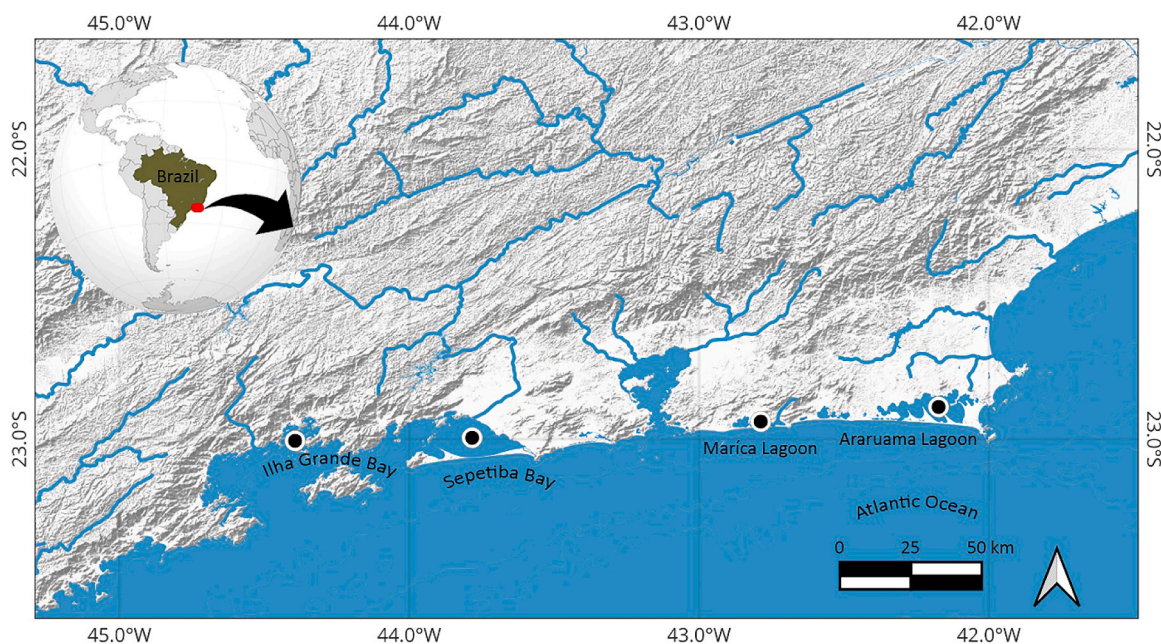 45.0°W 44.0°W 43.0°W 42.0°W
Brazil
22.0°S
22.0°S
23.0°S
23.0°S
Ilha Grande Bay
Sepetiba Bay
Maríca Lagoon
Araruama Lagoon
Atlantic Ocean
0 25 50 km
45.0°W 44.0°W 43.0°W 42.0°W